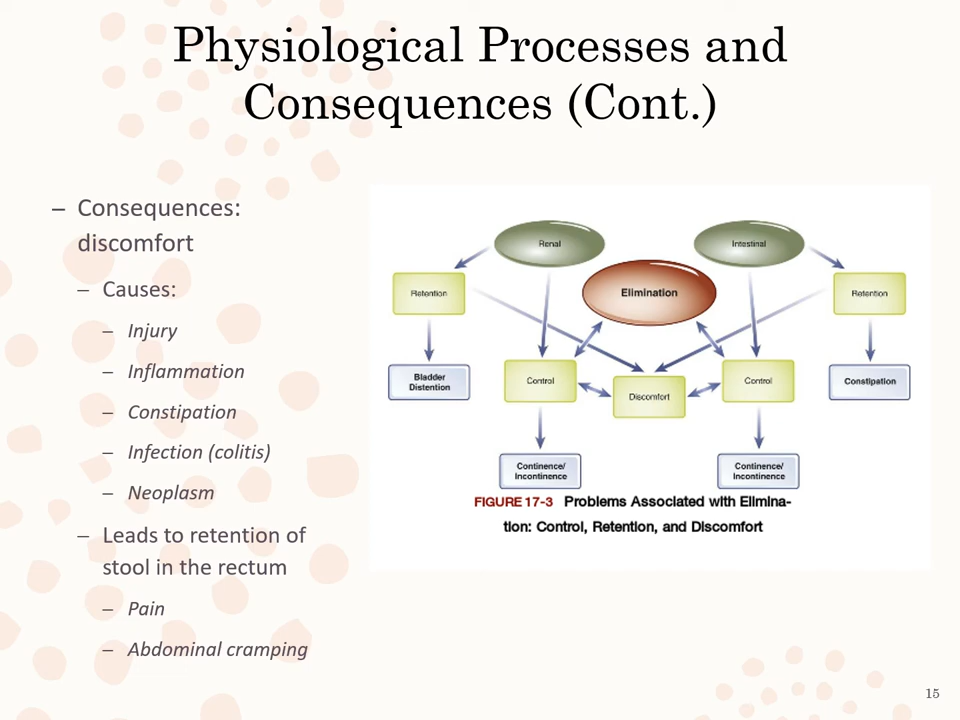 Physiological Processes and
Consequences (Cont.)
– Consequences:
discomfort
– Causes:
– Injury
– Inflammation
– Constipation
– Infection (colitis)
– Neoplasm
– Leads to retention of
stool in the rectum
– Pain
– Abdominal cramping
Renal
Intestinal
Elimination
Retention
Retention
Bladder
Distention
Control
Discomfort
Control
Constipation
Continence/
Incontinence
Continence/
Incontinence
FIGURE 17-3 Problems Associated with Elimina-
tion: Control, Retention, and Discomfort
15